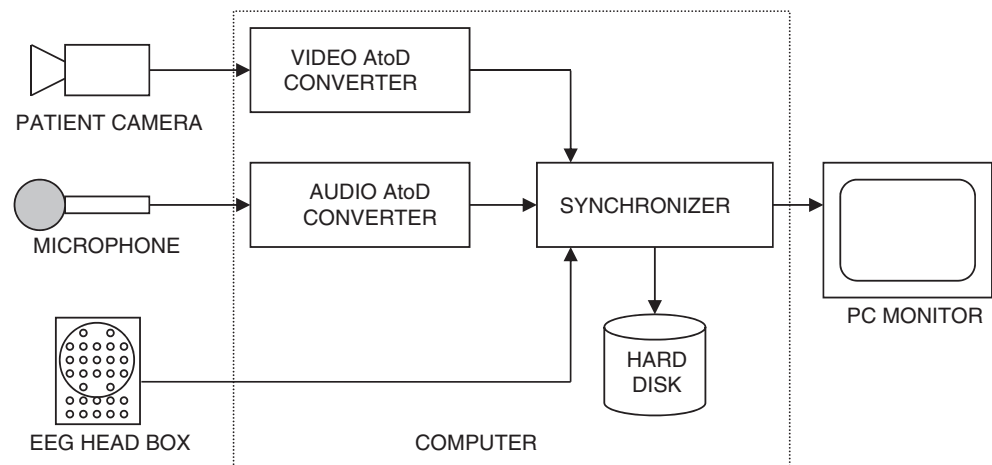 VIDEO AtoD
CONVERTER
PATIENT CAMERA
AUDIO AtoD
CONVERTER
SYNCHRONIZER
MICROPHONE
PC MONITOR
HARD
DISK
EEG HEAD BOX
COMPUTER